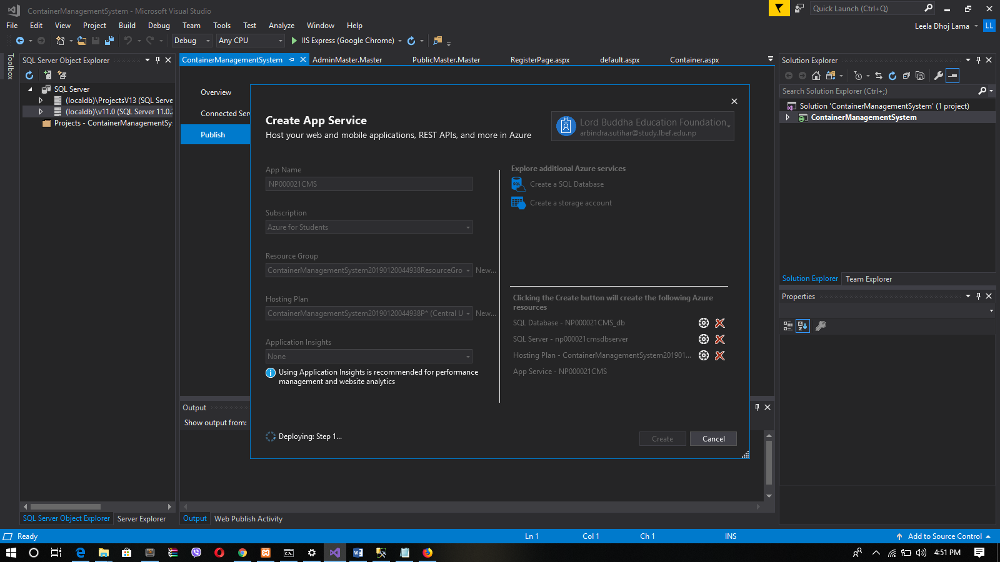 ContainerManagementSystem - Microsoft Visual Studio
Quick Launch (Ctrl+Q)
File Edit View Project Build Debug Team Tools Test Analyze Window Help
Leela Dhoj Lama LL
Debug Any CPU IIS Express (Google Chrome)
Toolbox
SQL Server Object Explorer
SQL Server
(localdb)\ProjectsV13 (SQL Serve
(localdb)\v11.0 (SQL Server 11.0.
Projects - ContainerManagementSy
SQL Server Object Explorer Server Explorer
ContainerManagementSystem AdminMaster.Master PublicMaster.Master RegisterPage.aspx default.aspx Container.aspx
Overview
Connected Ser
Publish
Create App Service
Host your web and mobile applications, REST APIs, and more in Azure
Lord Buddha Education Foundation
arbindra.sutihar@study.lbef.edu.np
App Name
NP000021CMS
Subscription
Azure for Students
Resource Group
ContainerManagementSystem20190120044938ResourceGro New...
Hosting Plan
ContainerManagementSystem20190120044938P* (Central U New...
Application Insights
None
Using Application Insights is recommended for performance
management and website analytics
Explore additional Azure services
SQL
Create a SQL Database
Create a storage account
Clicking the Create button will create the following Azure
resources
SQL Database - NP000021CMS_db
SQL Server - np000021cmsdbserver
Hosting Plan - ContainerManagementSystem201901...
App Service - NP000021CMS
Deploying: Step 1...
Create Cancel
Output
Show output from:
Output Web Publish Activity
Solution Explorer
Search Solution Explorer (Ctrl+;)
Solution 'ContainerManagementSystem' (1 project)
ContainerManagementSystem
Solution Explorer Team Explorer
Properties
Ready Ln 1 Col 1 Ch 1 INS Add to Source Control
4:51 PM